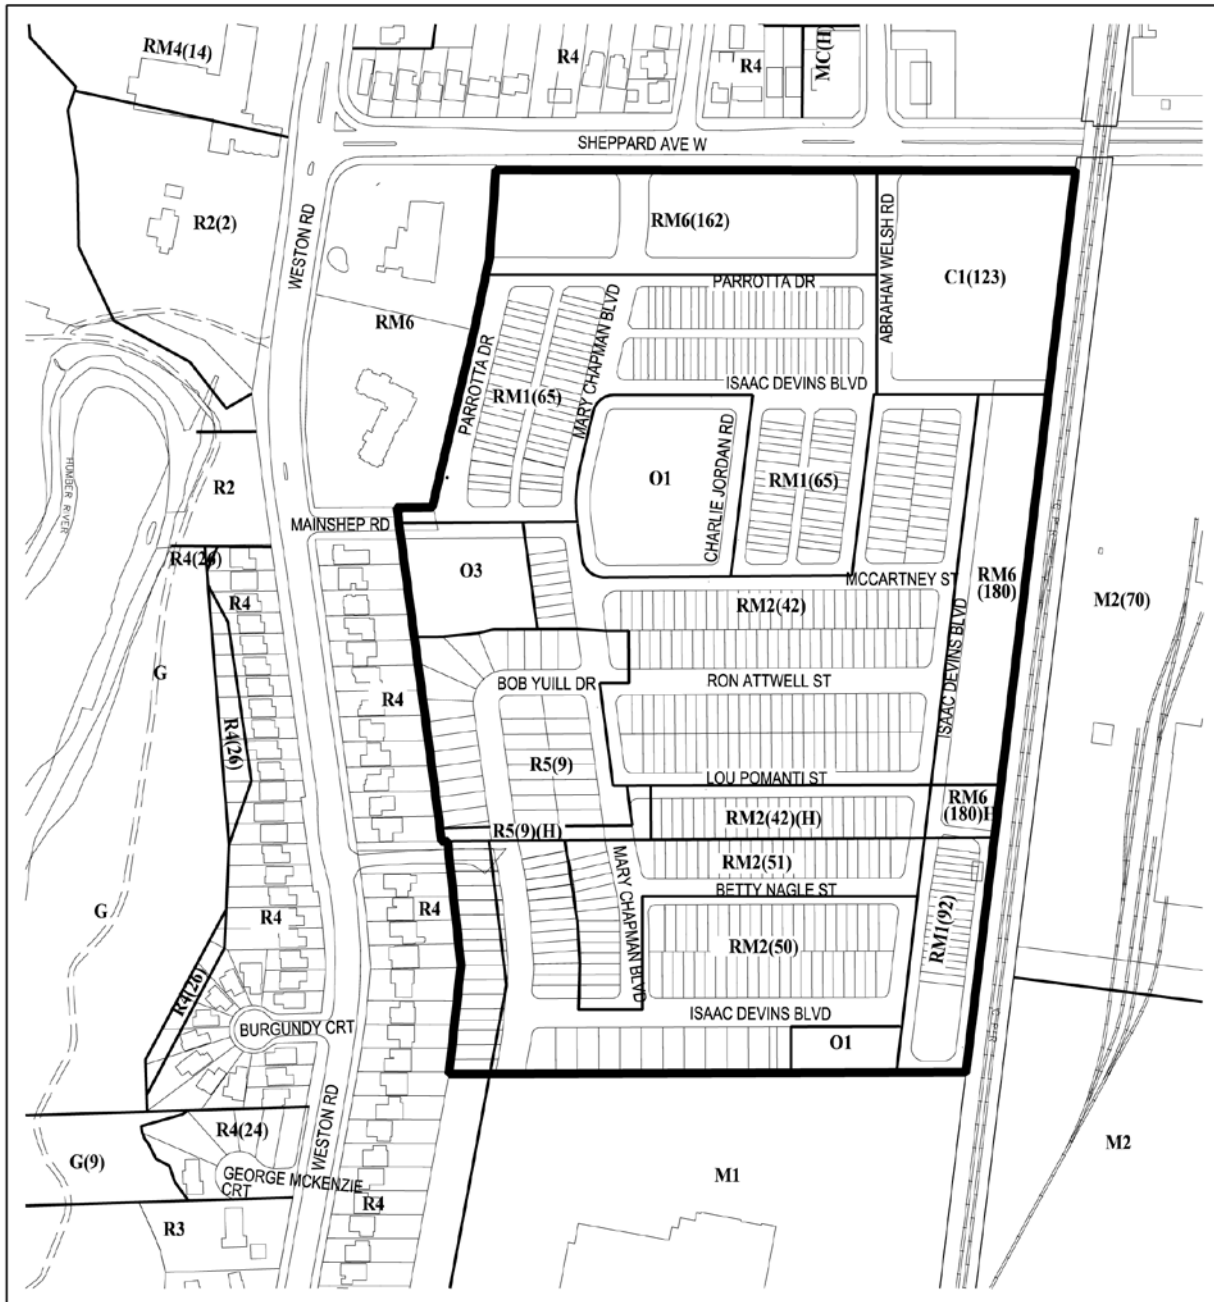 RM4(14)
R4
R4
MC(H)
SHEPPARD AVE W
R2(2)
WESTON RD
RM6(162)
ABRAHAM WELSH RD
C1(123)
PARROTTA DR
RM6
PARROTTA DR
MARY CHAPMAN BLVD
ISAAC DEVINS BLVD
RM1(65)
HUMBER RIVER
R2
O1
CHARLIE JORDAN RD
RM1(65)
MAINSHEP RD
R4(26)
O3
MCCARTNEY ST
RM6
(180)
M2(70)
R4
RM2(42)
ISAAC DEVINS BLVD
G
R4
BOB YUILL DR
RON ATTWELL ST
R4(26)
R5(9)
LOU POMANTI ST
RM6
(180)H
R5(9)(H)
RM2(42)(H)
RM2(51)
MARY CHAPMAN BLVD
BETTY NAGLE ST
G
R4
R4
RM2(50)
RM1(92)
R4(26)
ISAAC DEVINS BLVD
BURGUNDY CRT
O1
C.P.R
WESTON RD
R4(24)
M2
G(9)
GEORGE MCKENZIE
CRT
M1
R4
R3